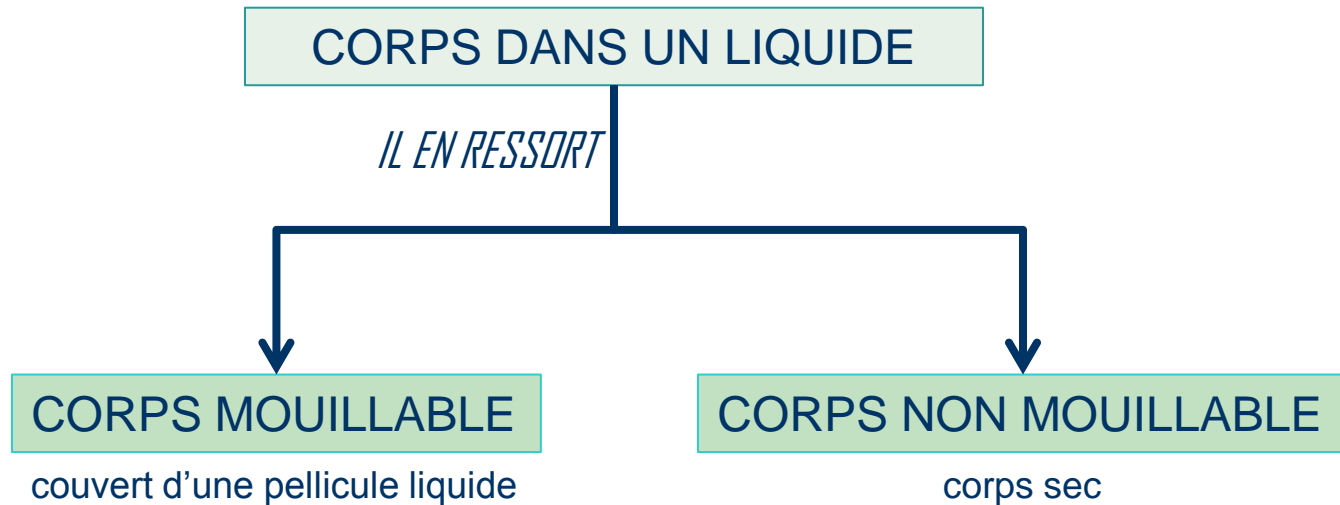 CORPS DANS UN LIQUIDE
IL EN RESSORT
CORPS MOUILLABLE
couvert d’une pellicule liquide
CORPS NON MOUILLABLE
corps sec